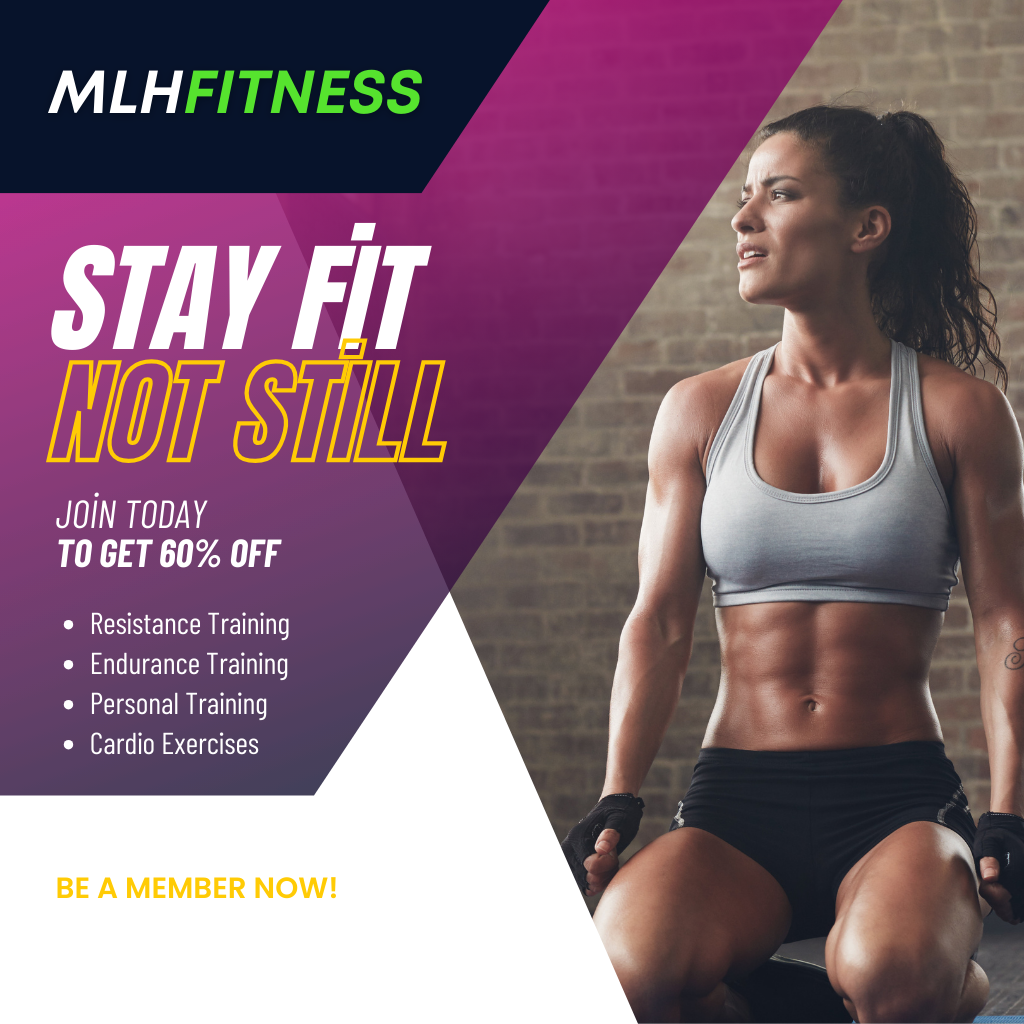 MLHFITNESS
STAY FİT
NOT STİLL
JOİN TODAY
TO GET 60% OFF
• Resistance Training
• Endurance Training
• Personal Training
• Cardio Exercises
BE A MEMBER NOW!